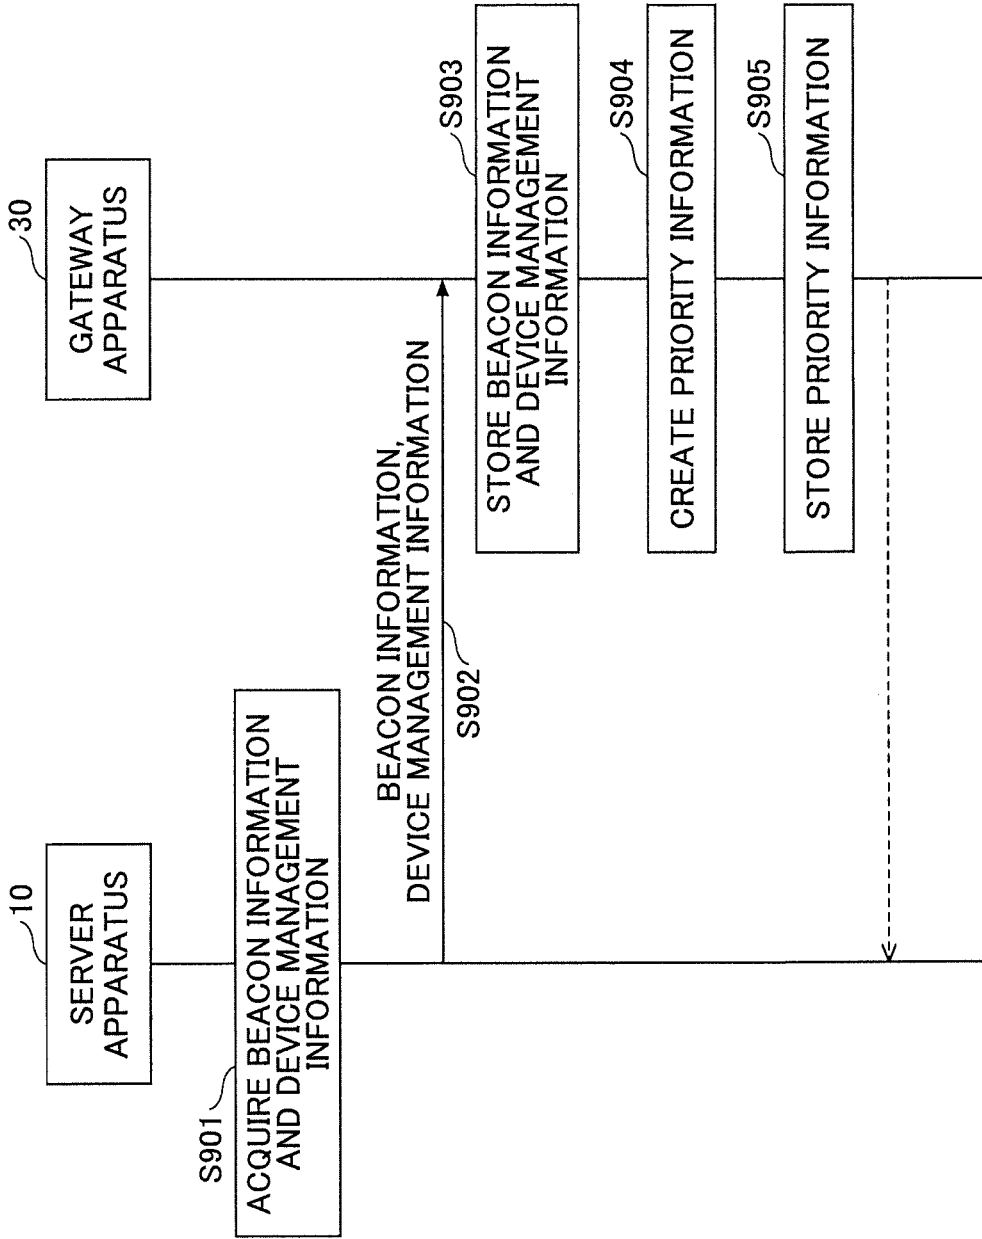 10
SERVER
APPARATUS
30
GATEWAY
APPARATUS
S901
ACQUIRE BEACON INFORMATION
AND DEVICE MANAGEMENT
INFORMATION
BEACON INFORMATION,
DEVICE MANAGEMENT INFORMATION
S902
S903
STORE BEACON INFORMATION
AND DEVICE MANAGEMENT
INFORMATION
S904
CREATE PRIORITY INFORMATION
S905
STORE PRIORITY INFORMATION